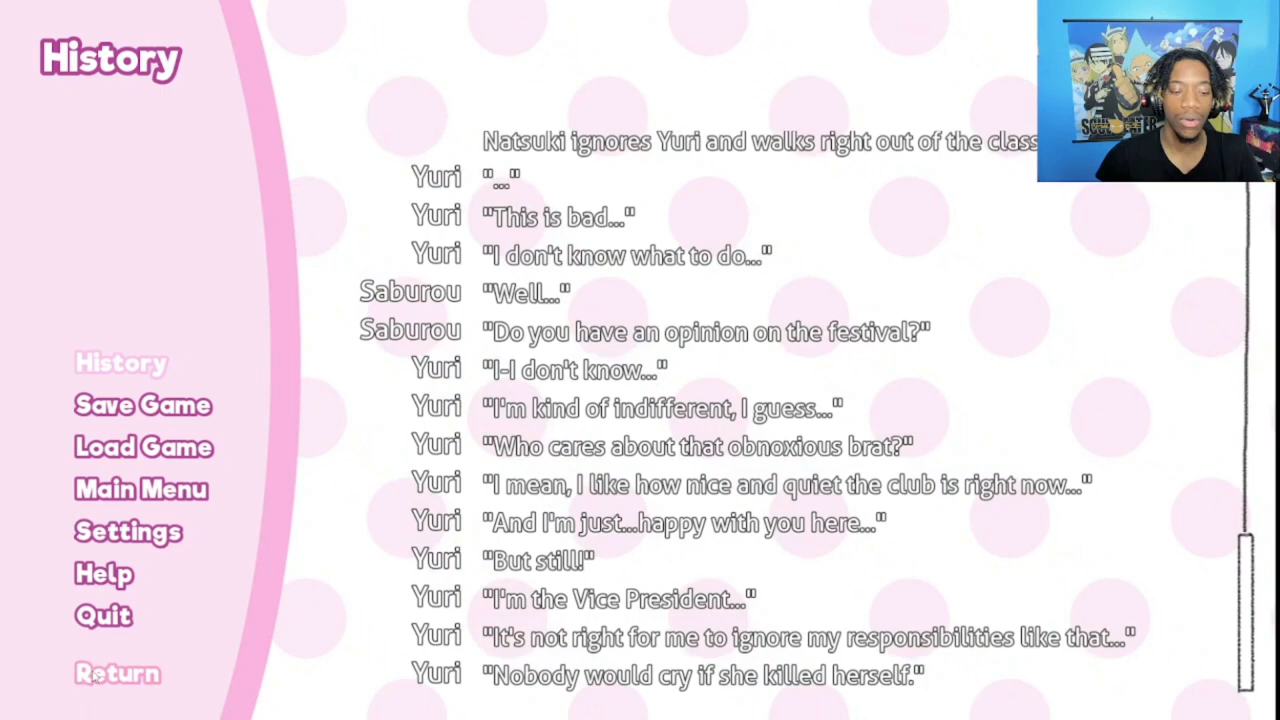 History
Natsuki ignores Yuri and walks right out of the class
Yuri "..."
Yuri "This is bad..."
Yuri "I don't know what to do..."
Saburou "Well..."
Saburou "Do you have an opinion on the festival?"
Yuri "I-I don't know..."
Yuri "I'm kind of indifferent, I guess..."
Yuri "Who cares about that obnoxious brat?"
Yuri "I mean, I like how nice and quiet the club is right now..."
Yuri "And I'm just...happy with you here..."
Yuri "But still!"
Yuri "I'm the Vice President..."
Yuri "It's not right for me to ignore my responsibilities like that..."
Yuri "Nobody would cry if she killed herself."
History
Save Game
Load Game
Main Menu
Settings
Help
Quit
Return